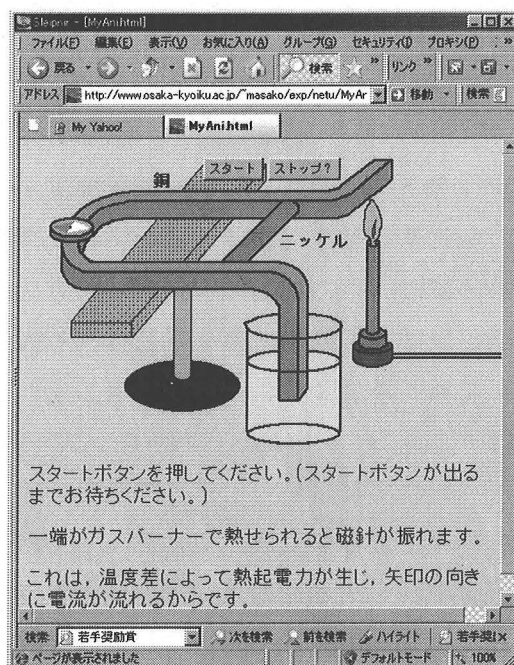 Sleipnir - [MyAni.html]
ファイル(F) 編集(E) 表示(V) お気に入り(A) グループ(G) セキュリティ(I) プロキシ(P) : »
戻る 検索 » リンク »
アドレス http://www.osaka-kyoiku.ac.jp/~masako/exp/netu/MyAr 移動 検索
My Yahoo! MyAni.html
スタート ストップ?
銅
ニッケル
スタートボタンを押してください。(スタートボタンが出る
までお待ちください。)
一端がガスバーナーで熱せられると磁針が振れます。
これは, 温度差によって熱起電力が生じ, 矢印の向き
に電流が流れるからです。
検索 若手奨励賞 次を検索 前を検索 ハイライト 若手奨
ページが表示されました デフォルトモード 100%